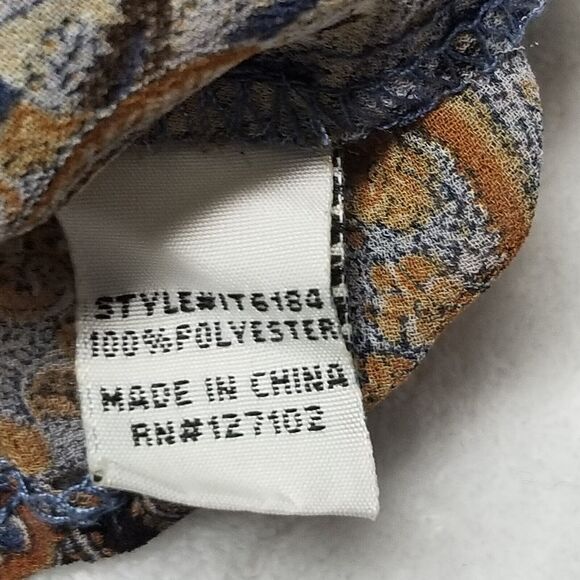 STYLE#IT6184
100%POLYESTER
MADE IN CHINA
RN#127102